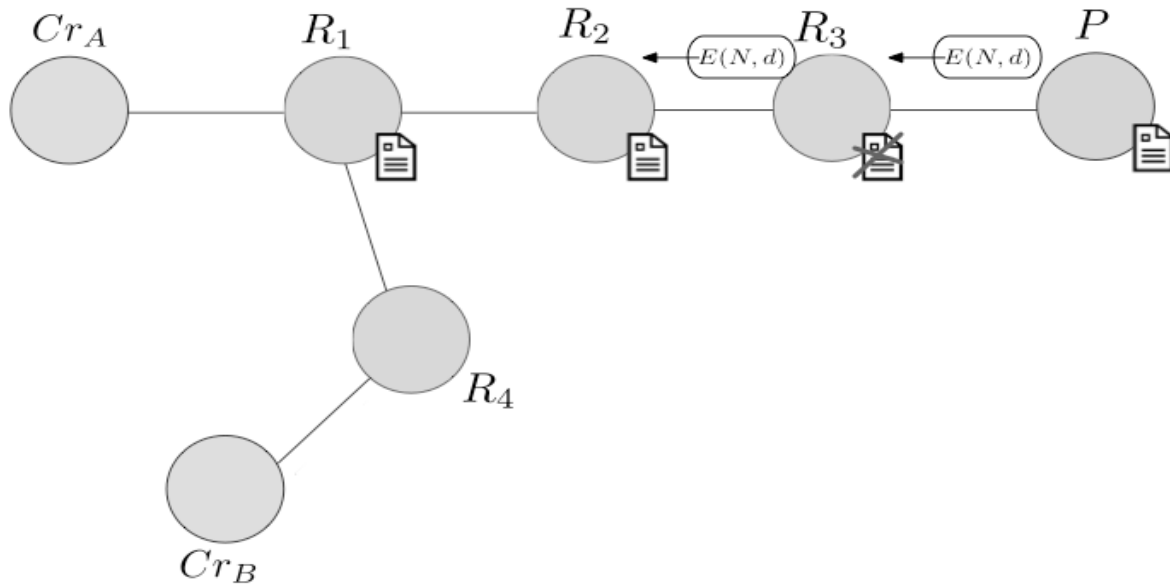 Cr_A
R_1
R_2
E(N, d)
R_3
E(N, d)
P
R_4
Cr_B